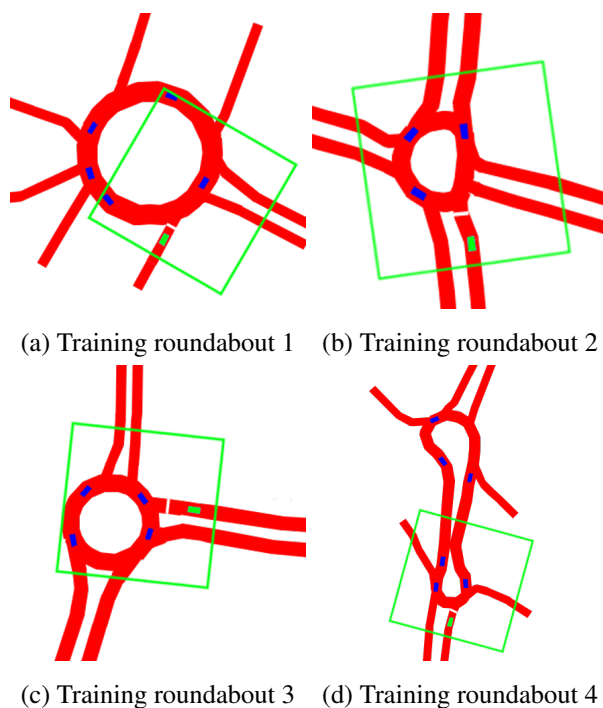 (a) Training roundabout 1
(b) Training roundabout 2
(c) Training roundabout 3
(d) Training roundabout 4